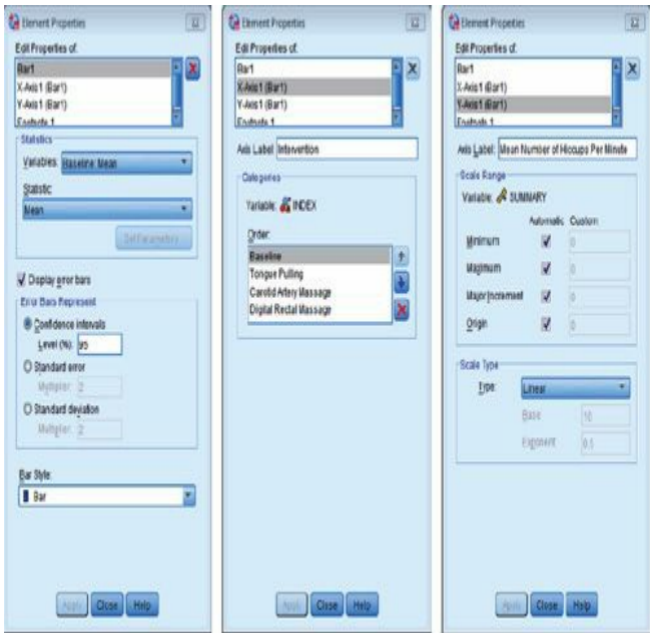 Element Properties
Edit Properties of:
Bar1
X-Axis1 (Bar1)
Y-Axis1 (Bar1)
Footnote 1
Statistics
Variables: Baseline: Mean
Statistic:
Mean
Set Parameters
Display error bars
Error Bars Represent
Confidence intervals
Level (%): 95
Standard error
Multiplier: 2
Standard deviation
Multiplier: 2
Bar Style:
Bar
Apply Close Help
Element Properties
Edit Properties of:
Bar1
X-Axis1 (Bar1)
Y-Axis1 (Bar1)
Footnote 1
Axis Label: Intervention
Categories
Variable: INDEX
Order:
Baseline
Tongue Pulling
Carotid Artery Massage
Digital Rectal Massage
Apply Close Help
Element Properties
Edit Properties of:
Bar1
X-Axis1 (Bar1)
Y-Axis1 (Bar1)
Footnote 1
Axis Label: Mean Number of Hiccups Per Minute
Scale Range
Variable: SUMMARY
Automatic Custom
Minimum 0
Maximum 0
Major Increment 0
Origin 0
Scale Type
Type: Linear
Base: 10
Exponent: 0.5
Apply Close Help